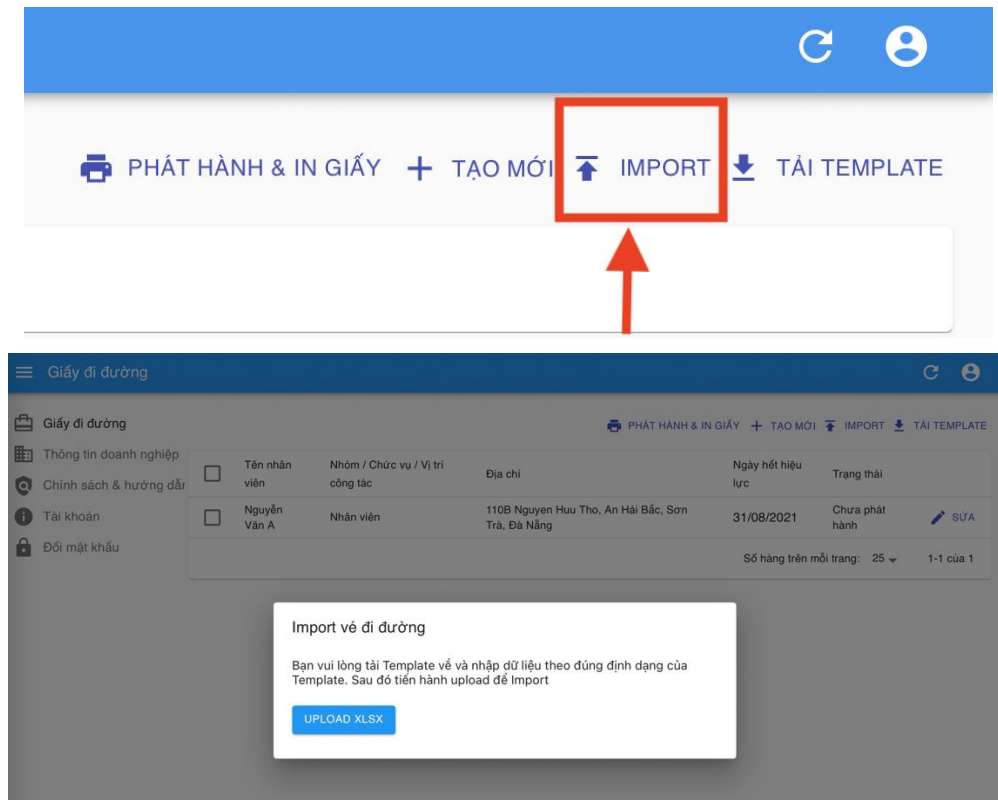 PHÁT HÀNH & IN GIẤY TẠO MỚI IMPORT TẢI TEMPLATE
Giấy đi đường
Giấy đi đường
PHÁT HÀNH & IN GIẤY TẠO MỚI IMPORT TẢI TEMPLATE
Thông tin doanh nghiệp
Chính sách & hướng dẫn
Tài khoản
Đổi mật khẩu
Tên nhân viên
Nhóm / Chức vụ / Vị trí công tác
Địa chỉ
Ngày hết hiệu lực
Trạng thái
Nguyễn Văn A
Nhân viên
110B Nguyen Huu Tho, An Hải Bắc, Sơn Trà, Đà Nẵng
31/08/2021
Chưa phát hành
SỬA
Số hàng trên mỗi trang: 25 1-1 của 1
Import vé đi đường
Bạn vui lòng tải Template về và nhập dữ liệu theo đúng định dạng của
Template. Sau đó tiến hành upload để Import
UPLOAD XLSX